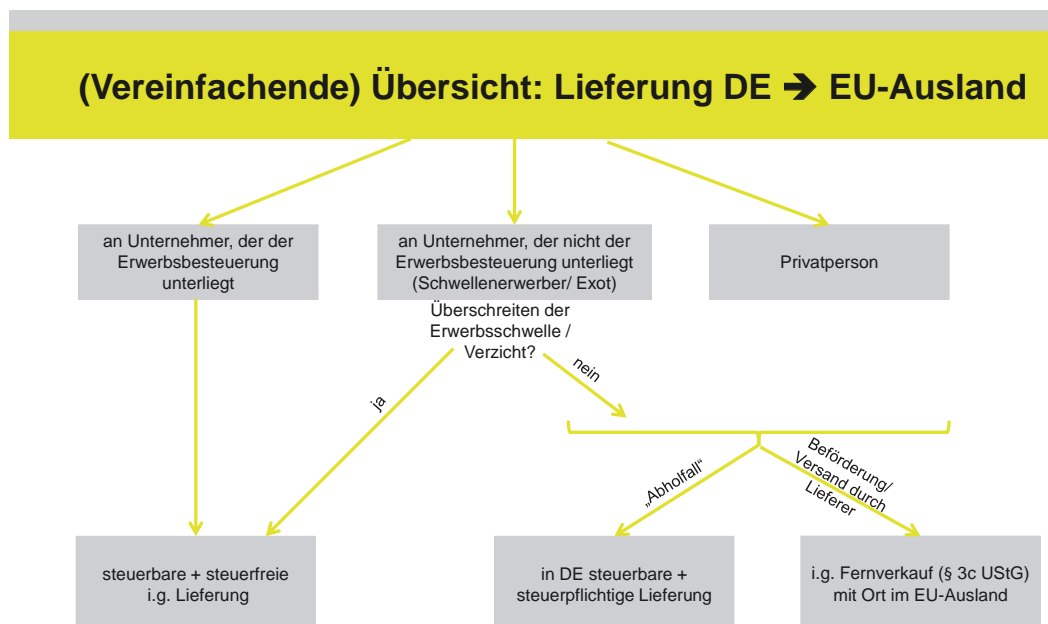 (Vereinfachende) Übersicht: Lieferung DE ➔ EU-Ausland
an Unternehmer, der der
Erwerbsbesteuerung
unterliegt
an Unternehmer, der nicht der
Erwerbsbesteuerung unterliegt
(Schwellenerwerber/ Exot)
Privatperson
Überschreiten der
Erwerbsschwelle /
Verzicht?
ja
nein
„Abholfall“
Beförderung/
Versand durch
Lieferer
steuerbare + steuerfreie
i.g. Lieferung
in DE steuerbare +
steuerpflichtige Lieferung
i.g. Fernverkauf (§ 3c UStG)
mit Ort im EU-Ausland